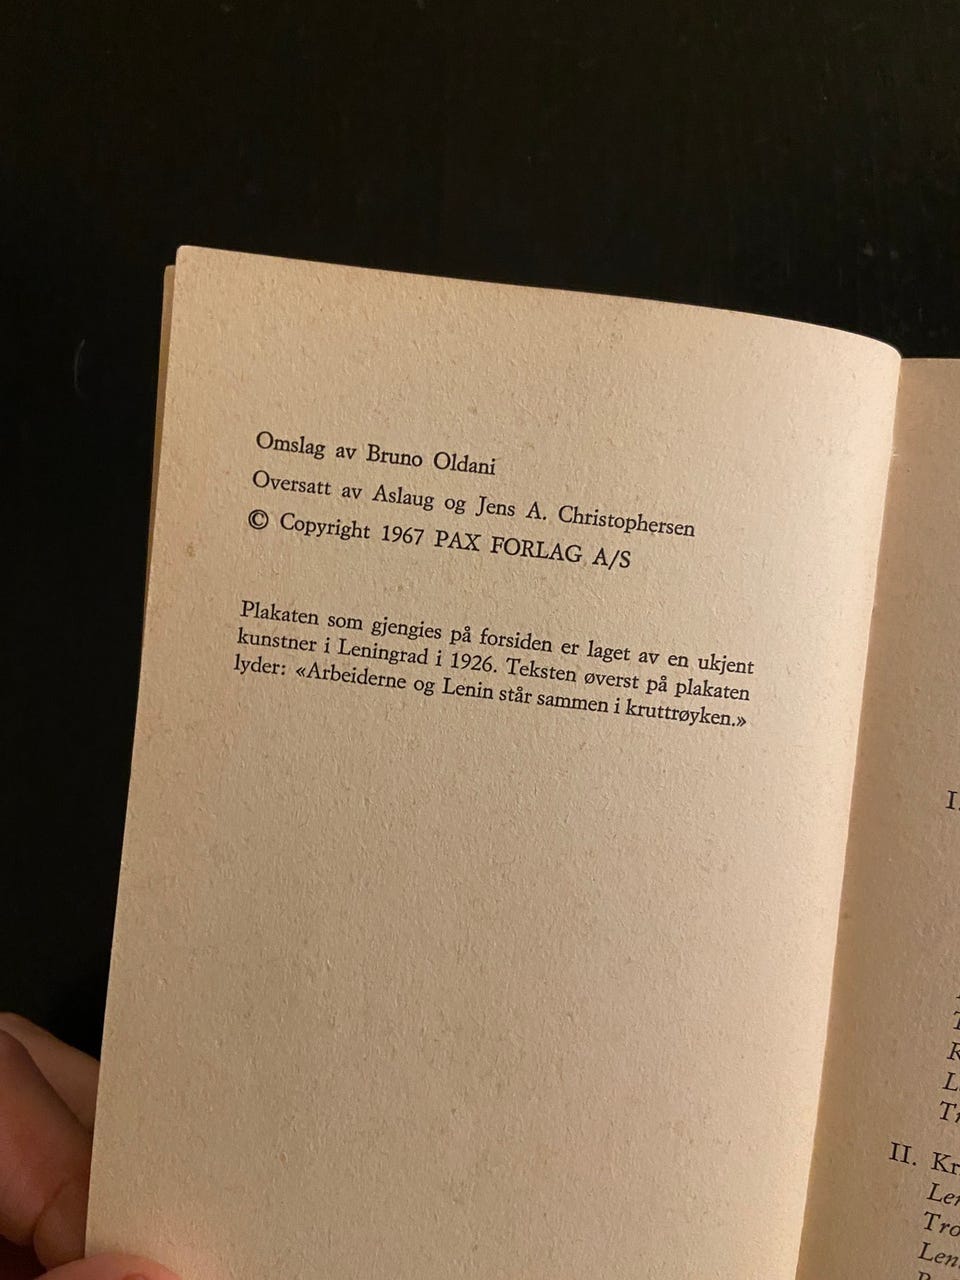 Omslag av Bruno Oldani
Oversatt av Aslaug og Jens A. Christophersen
© Copyright 1967 PAX FORLAG A/S
Plakaten som gjengies på forsiden er laget av en ukjent
kunstner i Leningrad i 1926. Teksten øverst på plakaten
lyder: «Arbeiderne og Lenin står sammen i kruttrøyken.»
I.
II.